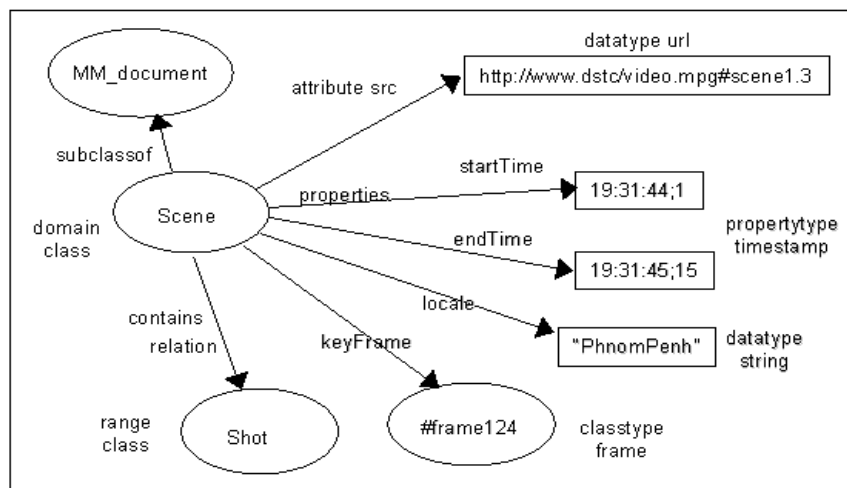 datatype url
MM_document
http://www.dstc/video.mpg#scene1.3
attribute src
subclassof
startTime
properties
19:31:44;1
Scene
domain
class
propertytype
timestamp
endTime
19:31:45;15
locale
contains
relation
keyFrame
"PhnomPenh"
datatype
string
range
class
Shot
#frame124
classtype
frame